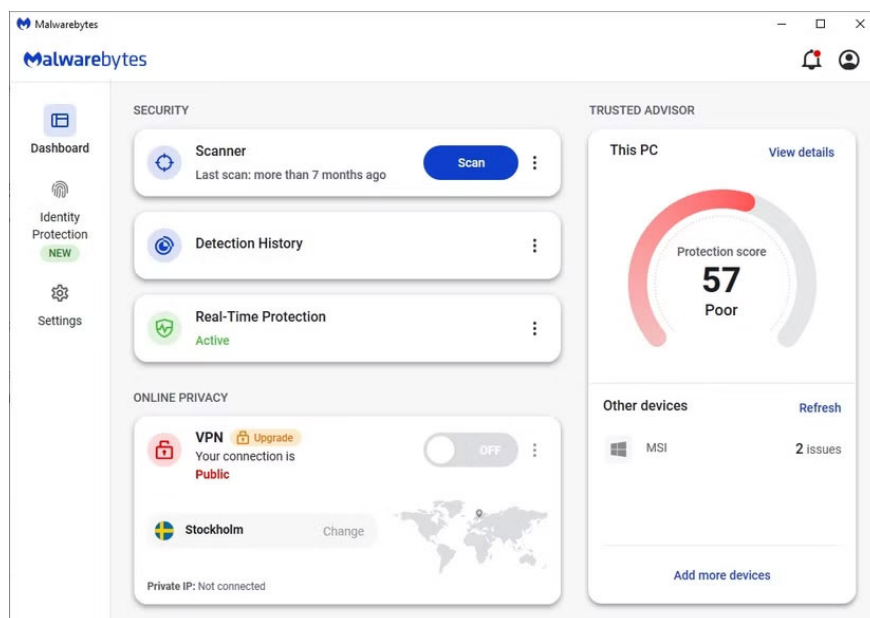 Malwarebytes
Malwarebytes
Dashboard
Identity
Protection
NEW
Settings
SECURITY
Scanner
Last scan: more than 7 months ago
Scan
Detection History
Real-Time Protection
Active
ONLINE PRIVACY
VPN Upgrade
Your connection is
Public
OFF
Stockholm
Change
Private IP: Not connected
TRUSTED ADVISOR
This PC
View details
Protection score
57
Poor
Other devices
Refresh
MSI
2 issues
Add more devices